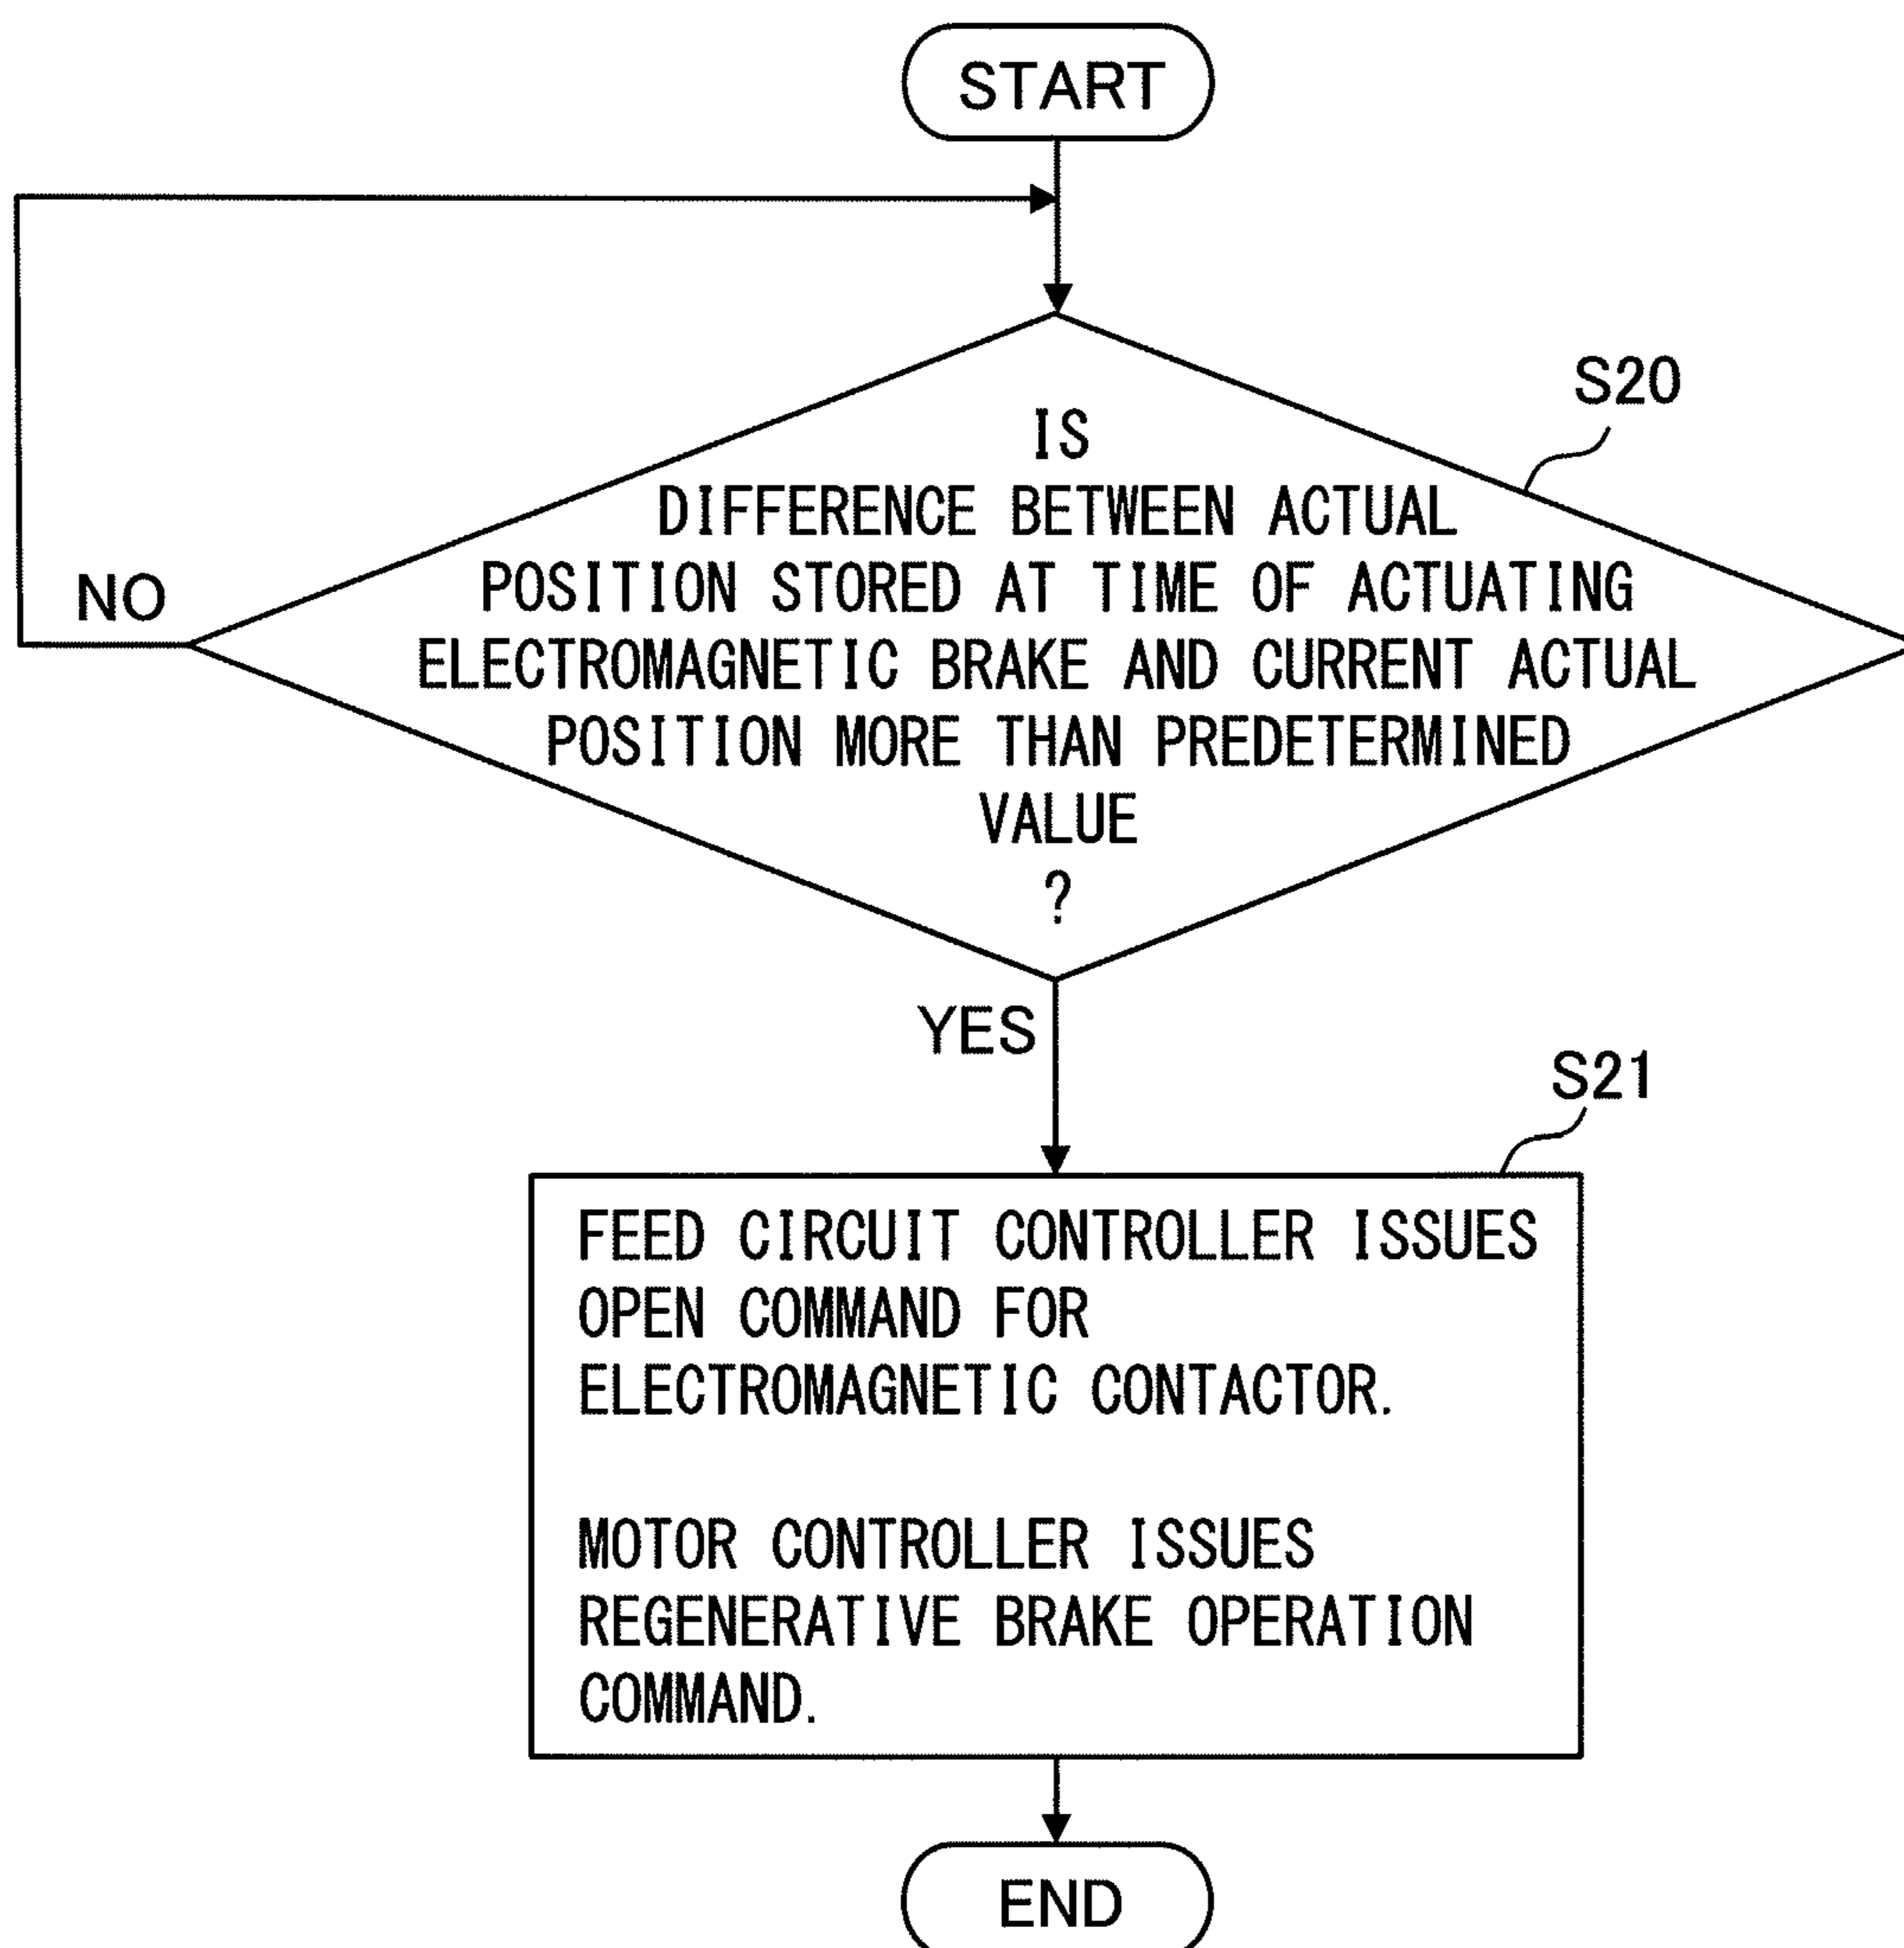 START
S20
IS
DIFFERENCE BETWEEN ACTUAL
POSITION STORED AT TIME OF ACTUATING
ELECTROMAGNETIC BRAKE AND CURRENT ACTUAL
POSITION MORE THAN PREDETERMINED
VALUE
?
NO
YES
S21
FEED CIRCUIT CONTROLLER ISSUES
OPEN COMMAND FOR
ELECTROMAGNETIC CONTACTOR.
MOTOR CONTROLLER ISSUES
REGENERATIVE BRAKE OPERATION
COMMAND.
END